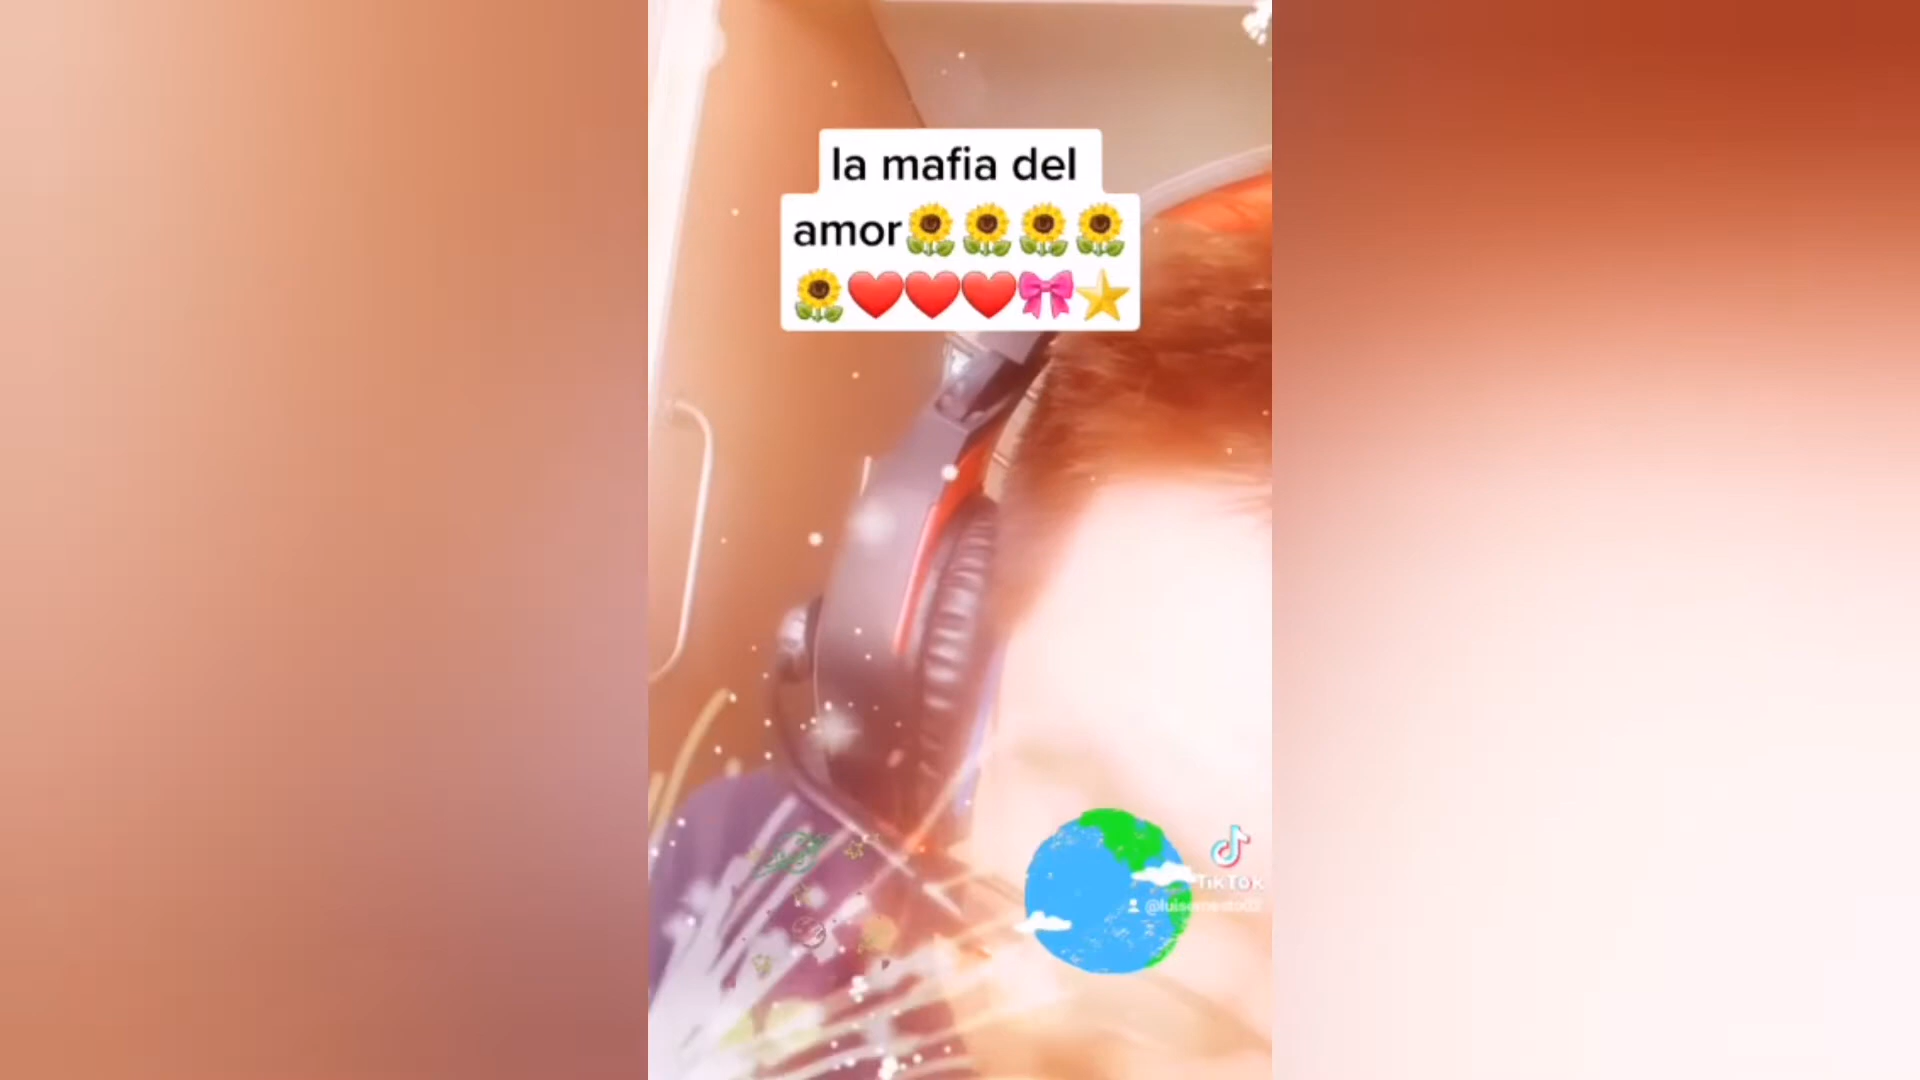 la mafia del
amor🌻🌻🌻🌻
🌻❤️❤️❤️🎀⭐
TikTok